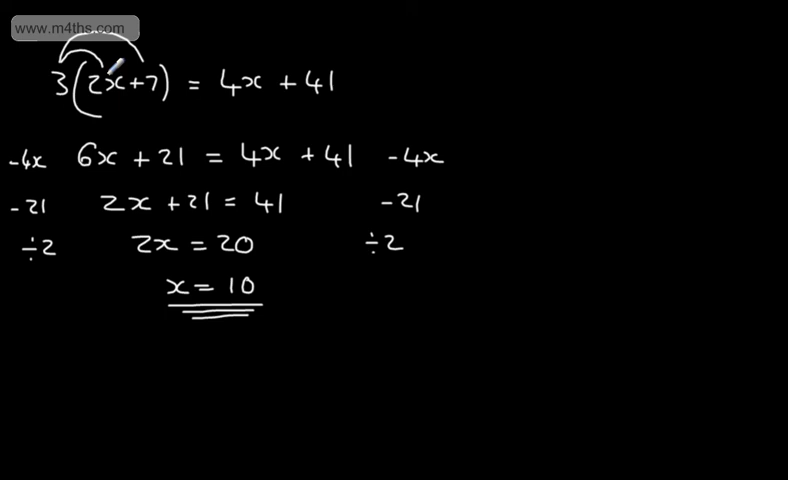 www.m4ths.com
3(2x+7) = 4x + 41
-4x 6x + 21 = 4x + 41 -4x
-21 2x + 21 = 41 -21
÷2 2x = 20 ÷2
x = 10